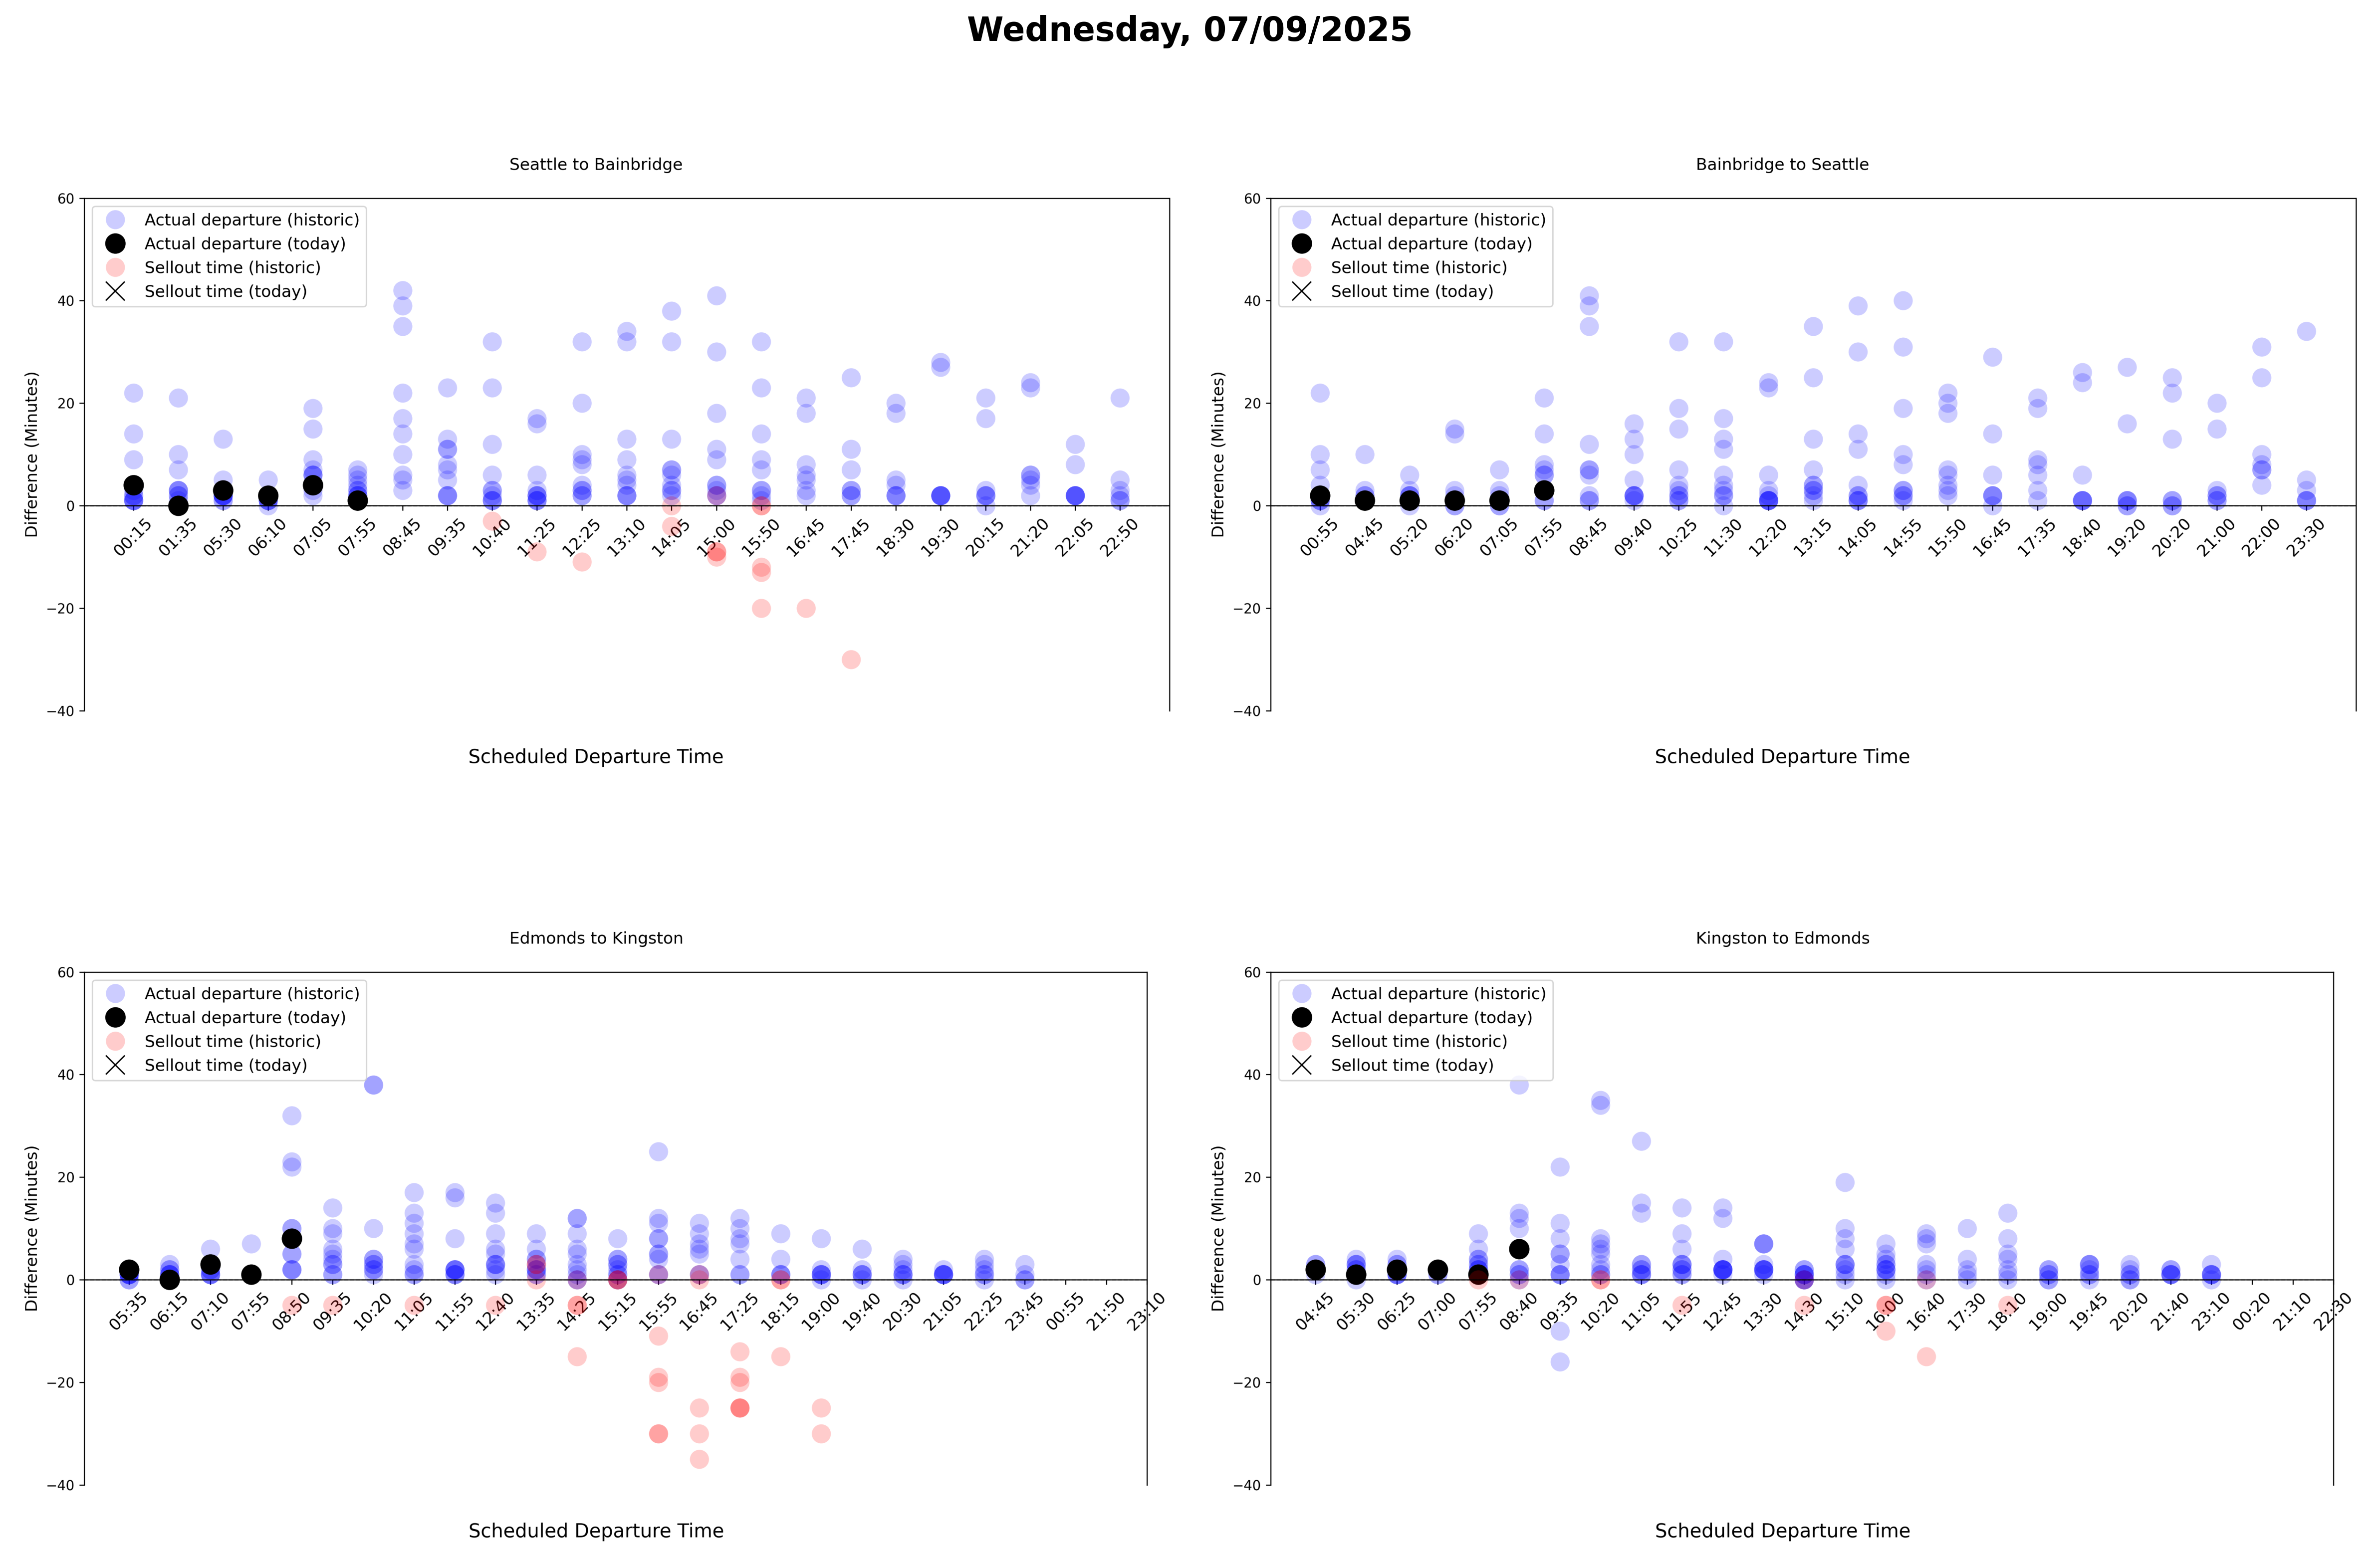 Wednesday, 07/09/2025
Seattle to Bainbridge
Difference (Minutes)
60
40
20
0
−20
−40
Actual departure (historic)
Actual departure (today)
Sellout time (historic)
Sellout time (today)
00:15 01:35 05:30 06:10 07:05 07:55 08:45 09:35 10:40 11:25 12:25 13:10 14:05 15:00 15:50 16:45 17:45 18:30 19:30 20:15 21:20 22:05 22:50
Scheduled Departure Time
Bainbridge to Seattle
Difference (Minutes)
60
40
20
0
−20
−40
Actual departure (historic)
Actual departure (today)
Sellout time (historic)
Sellout time (today)
00:55 04:45 05:20 06:20 07:05 07:55 08:45 09:40 10:25 11:30 12:20 13:15 14:05 14:55 15:50 16:45 17:35 18:40 19:20 20:20 21:00 22:00 23:30
Scheduled Departure Time
Edmonds to Kingston
Difference (Minutes)
60
40
20
0
−20
−40
Actual departure (historic)
Actual departure (today)
Sellout time (historic)
Sellout time (today)
05:35 06:15 07:10 07:55 08:50 09:35 10:20 11:05 11:55 12:40 13:35 14:25 15:15 15:55 16:45 17:25 18:15 19:00 19:40 20:30 21:05 22:25 23:45 00:55 21:50 23:10
Scheduled Departure Time
Kingston to Edmonds
Difference (Minutes)
60
40
20
0
−20
−40
Actual departure (historic)
Actual departure (today)
Sellout time (historic)
Sellout time (today)
04:45 05:30 06:25 07:00 07:55 08:40 09:35 10:20 11:05 11:55 12:45 13:30 14:30 15:10 16:00 16:40 17:30 18:10 19:00 19:45 20:20 21:40 23:10 00:20 21:10 22:30
Scheduled Departure Time